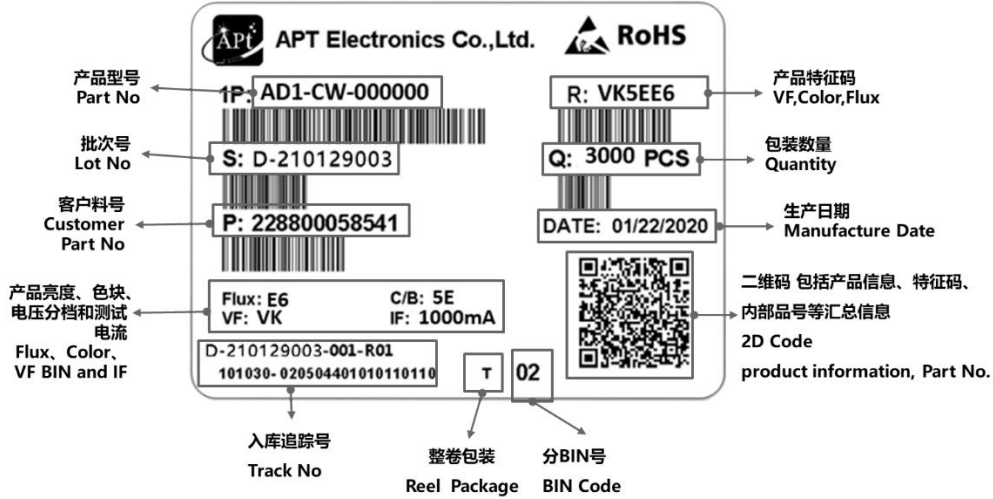 APT
APT Electronics Co.,Ltd.
RoHS
产品型号
Part No
1P: AD1-CW-000000
R: VK5EE6
产品特征码
VF,Color,Flux
批次号
Lot No
S: D-210129003
Q: 3000 PCS
包装数量
Quantity
客户料号
Customer
Part No
P: 228800058541
DATE: 01/22/2020
生产日期
Manufacture Date
产品亮度、色块、
电压分档和测试
电流
Flux、Color、
VF BIN and IF
Flux: E6
C/B: 5E
VF: VK
IF: 1000mA
二维码 包括产品信息、特征码、
内部品号等汇总信息
2D Code
product information, Part No.
D-210129003-001-R01
101030- 020504401010110110
T
02
入库追踪号
Track No
整卷包装
Reel Package
分BIN号
BIN Code